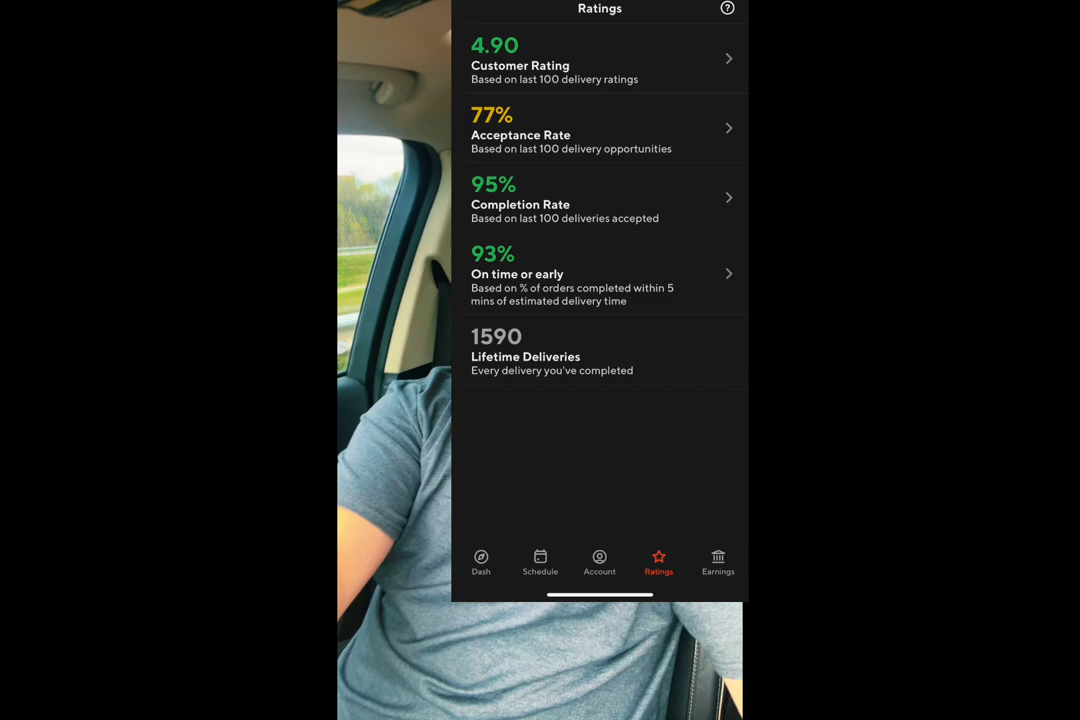 Ratings
?
4.90
Customer Rating
Based on last 100 delivery ratings
77%
Acceptance Rate
Based on last 100 delivery opportunities
95%
Completion Rate
Based on last 100 deliveries accepted
93%
On time or early
Based on % of orders completed within 5
mins of estimated delivery time
1590
Lifetime Deliveries
Every delivery you've completed
Dash Schedule Account Ratings Earnings